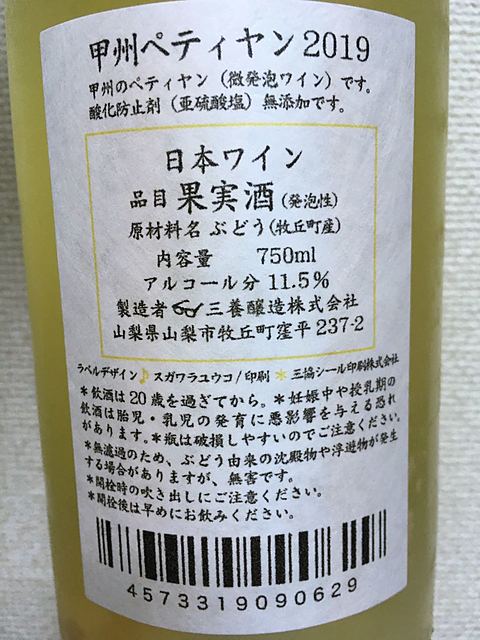 甲州ペティヤン2019
甲州のペティヤン（微発泡ワイン）です。
酸化防止剤（亜硫酸塩）無添加です。
日本ワイン
品目 果実酒（発泡性）
原材料名 ぶどう（牧丘町産）
内容量 750ml
アルコール分 11.5％
製造者 三養醸造株式会社
山梨県山梨市牧丘町窪平 237-2
ラベルデザイン♪スガワラユウコ/印刷＊三協シール印刷株式会社
＊飲酒は20歳を過ぎてから。＊妊娠中や授乳期の
飲酒は胎児・乳児の発育に悪影響を与える恐れ
があります。＊瓶は破損しやすいのでご注意ください。
＊無濾過のため、ぶどう由来の沈殿物や浮遊物が発生
する場合がありますが、無害です。
＊開栓時の吹き出しにご注意ください。
＊開栓後は早めにお飲みください。
4573319090629